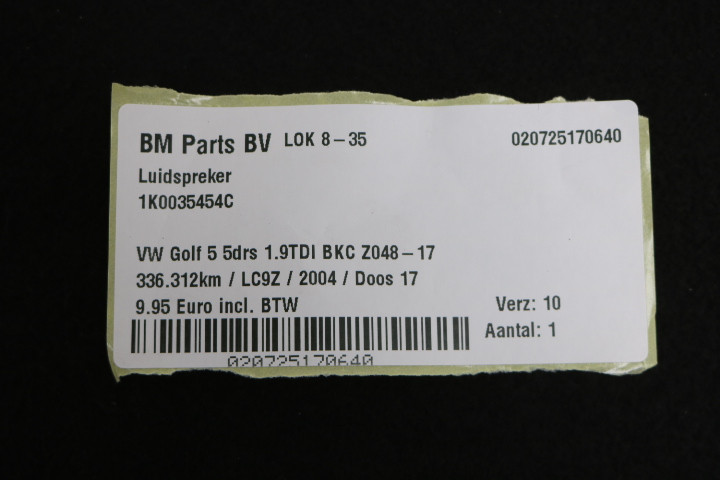 BM Parts BV LOK 8-35 020725170640
Luidspreker
1K0035454C
VW Golf 5 5drs 1.9TDI BKC Z048-17
336.312km / LC9Z / 2004 / Doos 17
9.95 Euro incl. BTW Verz: 10
Aantal: 1
020725170640